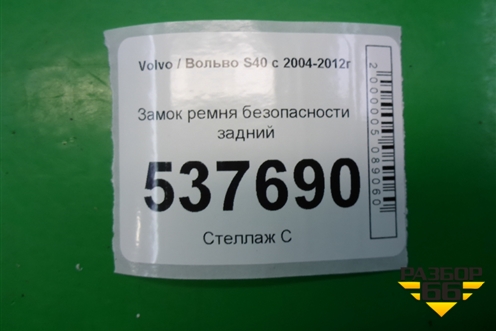 Volvo / Вольво S40 с 2004-2012г
Замок ремня безопасности
задний
537690
Стеллаж С
2000005089060
РАЗБОР
66